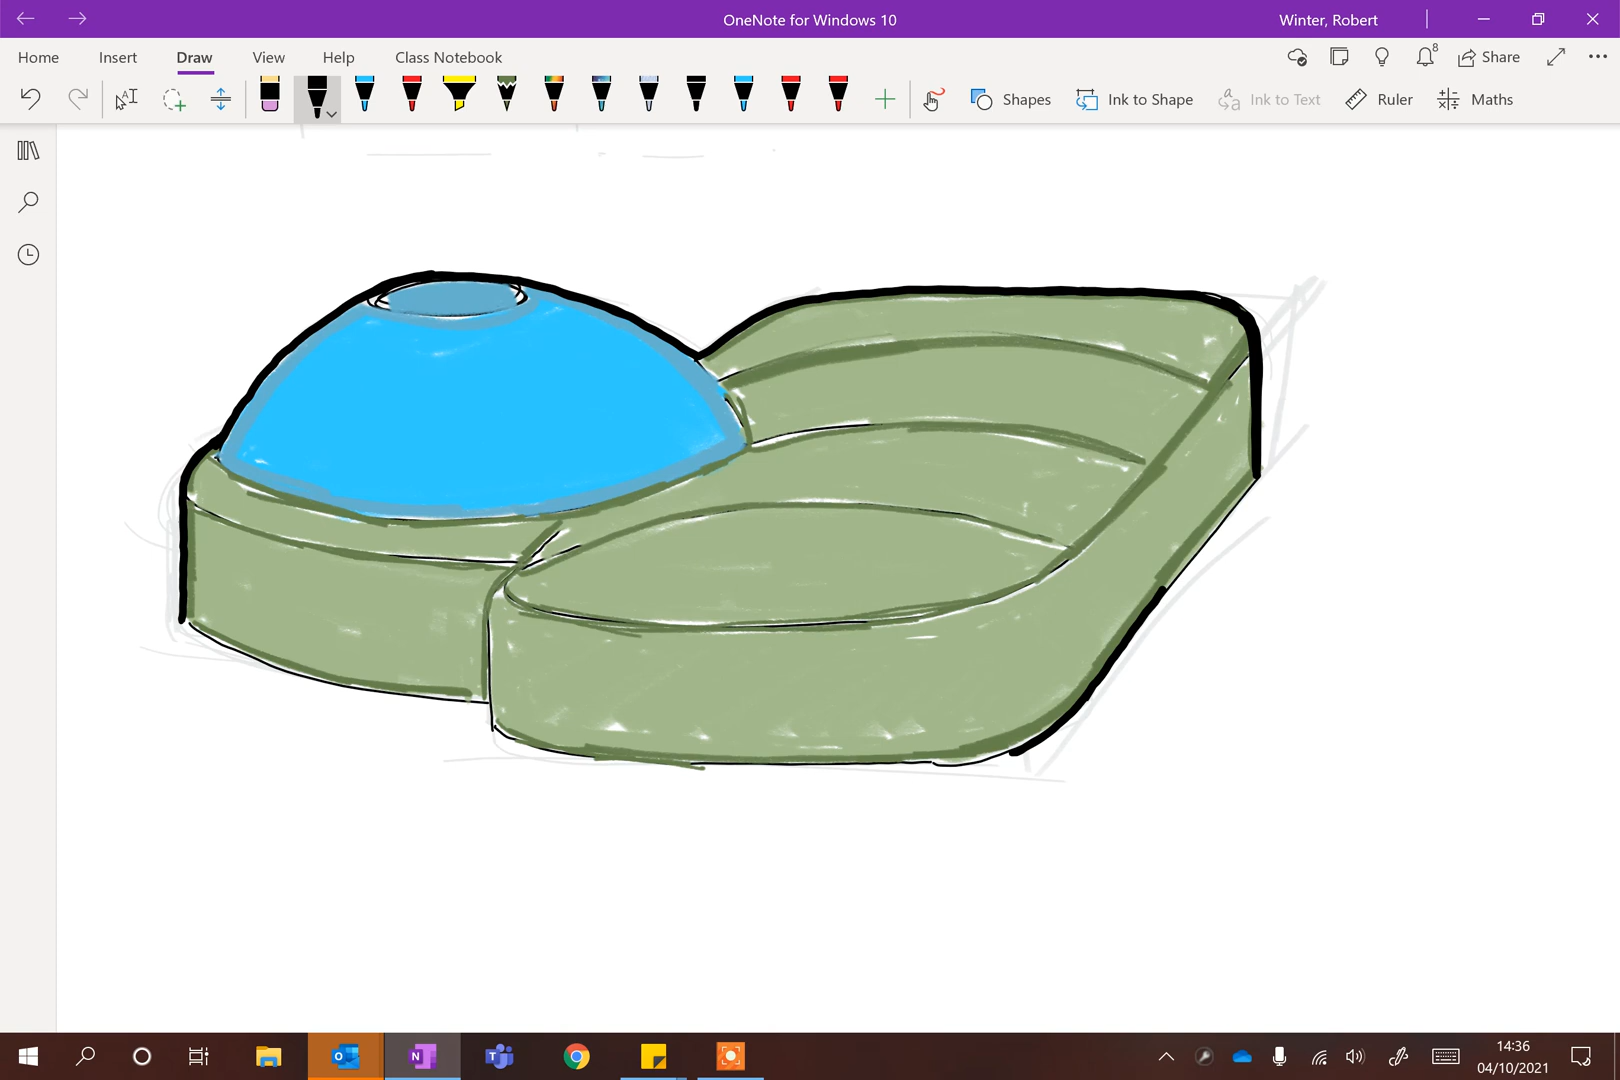 OneNote for Windows 10
Winter, Robert
Home Insert Draw View Help Class Notebook
8
Share
Shapes Ink to Shape Ink to Text Ruler Maths
14:36
04/10/2021